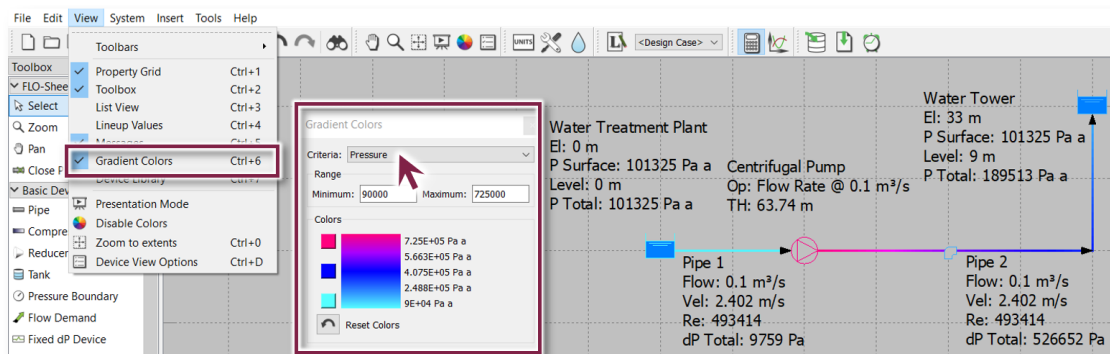 File Edit View System Insert Tools Help
<Design Case>
Toolbox
FLO-Shee
Select
Zoom
Pan
Close P
Basic Dev
Pipe
Compre
Reducer
Tank
Pressure Boundary
Flow Demand
Fixed dP Device
Toolbars
Property Grid Ctrl+1
Toolbox Ctrl+2
List View Ctrl+3
Lineup Values Ctrl+4
Messages Ctrl+5
Gradient Colors Ctrl+6
Device Library Ctrl+7
Presentation Mode
Disable Colors
Zoom to extents Ctrl+0
Device View Options Ctrl+D
UNITS
Gradient Colors
Criteria: Pressure
Range
Minimum: 90000 Maximum: 725000
Colors
7.25E+05 Pa a
5.663E+05 Pa a
4.075E+05 Pa a
2.488E+05 Pa a
9E+04 Pa a
Reset Colors
Water Treatment Plant
El: 0 m
P Surface: 101325 Pa a
Level: 0 m
P Total: 101325 Pa a
Centrifugal Pump
Op: Flow Rate @ 0.1 m³/s
TH: 63.74 m
Water Tower
El: 33 m
P Surface: 101325 Pa a
Level: 9 m
P Total: 189513 Pa a
Pipe 1
Flow: 0.1 m³/s
Vel: 2.402 m/s
Re: 493414
dP Total: 9759 Pa
Pipe 2
Flow: 0.1 m³/s
Vel: 2.402 m/s
Re: 493414
dP Total: 526652 Pa